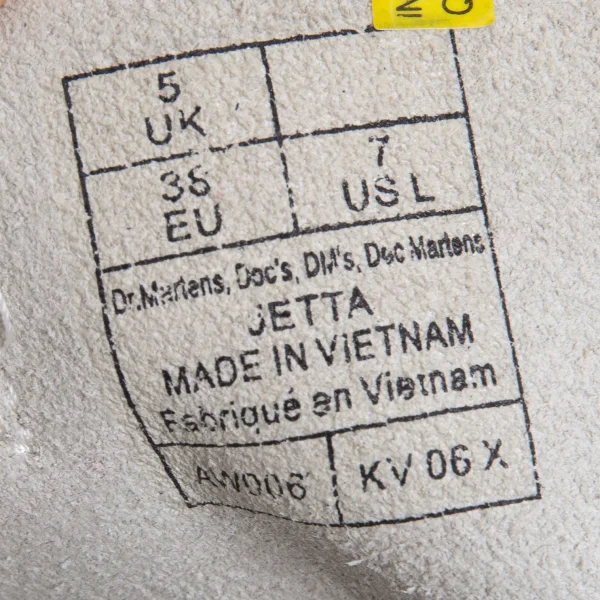 5
UK
38
EU
7
US L
Dr.Martens, Doc's, DM's, Doc Martens
JETTA
MADE IN VIETNAM
Fabriqué en Vietnam
AW006
KV 06 X